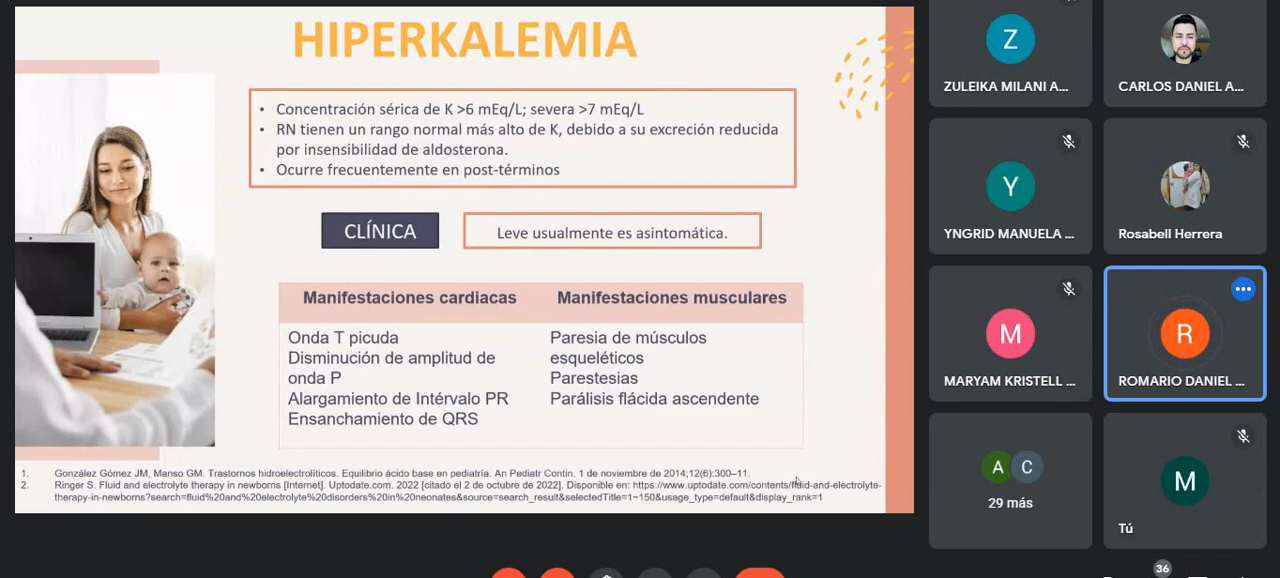 HIPERKALEMIA
• Concentración sérica de K >6 mEq/L; severa >7 mEq/L
• RN tienen un rango normal más alto de K, debido a su excreción reducida
por insensibilidad de aldosterona.
• Ocurre frecuentemente en post-términos
CLÍNICA
Leve usualmente es asintomática.
Manifestaciones cardiacas
Manifestaciones musculares
Onda T picuda
Disminución de amplitud de
onda P
Alargamiento de Intérvalo PR
Ensanchamiento de QRS
Paresia de músculos
esqueléticos
Parestesias
Parálisis flácida ascendente
1. González Gómez JM, Manso GM. Trastornos hidroelectrolíticos. Equilibrio ácido base en pediatría. An Pediatr Contin. 1 de noviembre de 2014;12(6):300–11.
2. Ringer S. Fluid and electrolyte therapy in newborns [Internet]. Uptodate.com. 2022 [citado el 2 de octubre de 2022]. Disponible en: https://www.uptodate.com/contents/fluid-and-electrolyte-
therapy-in-newborns?search=fluid%20and%20electrolyte%20disorders%20in%20neonates&source=search_result&selectedTitle=1~150&usage_type=default&display_rank=1
Z
ZULEIKA MILANI A...
CARLOS DANIEL A...
Y
YNGRID MANUELA ...
Rosabell Herrera
M
MARYAM KRISTELL ...
R
ROMARIO DANIEL ...
A
C
29 más
M
Tú
36